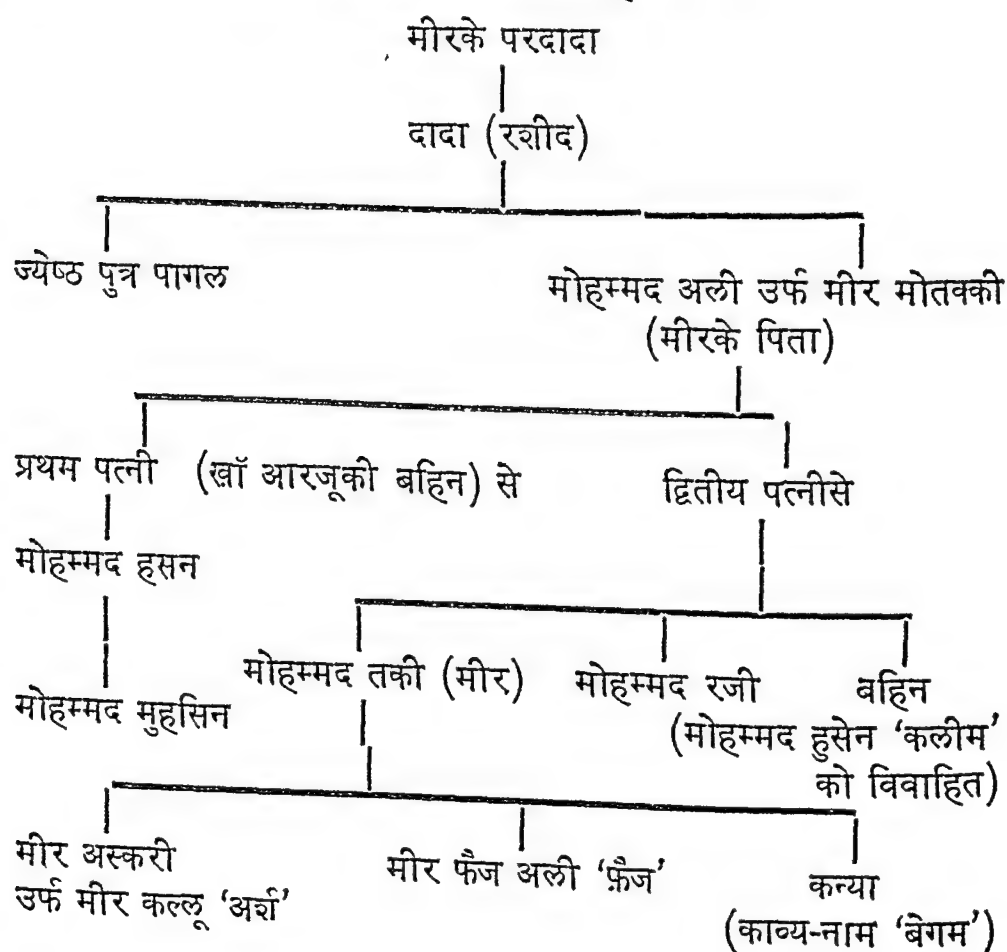 मीरके परदादा
दादा (रशीद)
ज्येष्ठ पुत्र पागल
मोहम्मद अली उर्फ मीर मोतक्की
(मीरके पिता)
प्रथम पत्नी (खाँ आरजूकी बहिन) से
द्वितीय पत्नीसे
मोहम्मद हसन
मोहम्मद तकी (मीर)
मोहम्मद रजी
बहिन
मोहम्मद मुहसिन
(मोहम्मद हुसेन ‘कलीम’
को विवाहित)
मीर अस्करी
उर्फ मीर कल्लू ‘अर्श’
मीर फैज अली ‘फ़ैज’
कन्या
(काव्य-नाम ‘बेगम’)